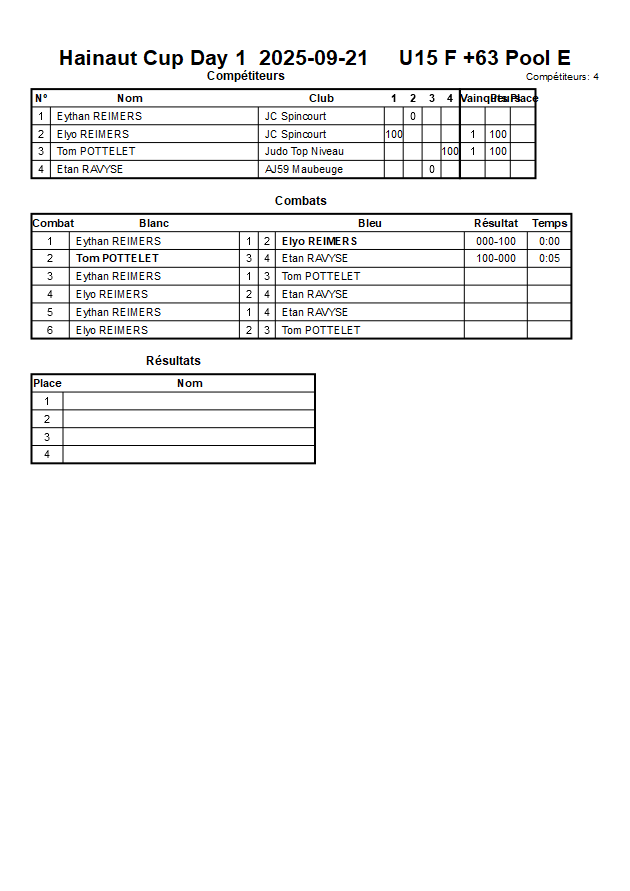 Hainaut Cup Day 1 2025-09-21 U15 F +63 Pool E
Compétiteurs Compétiteurs: 4
N° Nom Club 1 2 3 4 Vainqueurs Place
1 Eythan REIMERS JC Spincourt 0
2 Elyo REIMERS JC Spincourt 100 1 100
3 Tom POTTELET Judo Top Niveau 100 1 100
4 Etan RAVYSE AJ59 Maubeuge 0
Combats
Combat Blanc Bleu Résultat Temps
1 Eythan REIMERS 1 2 Elyo REIMERS 000-100 0:00
2 Tom POTTELET 3 4 Etan RAVYSE 100-000 0:05
3 Eythan REIMERS 1 3 Tom POTTELET
4 Elyo REIMERS 2 4 Etan RAVYSE
5 Eythan REIMERS 1 4 Etan RAVYSE
6 Elyo REIMERS 2 3 Tom POTTELET
Résultats
Place Nom
1
2
3
4